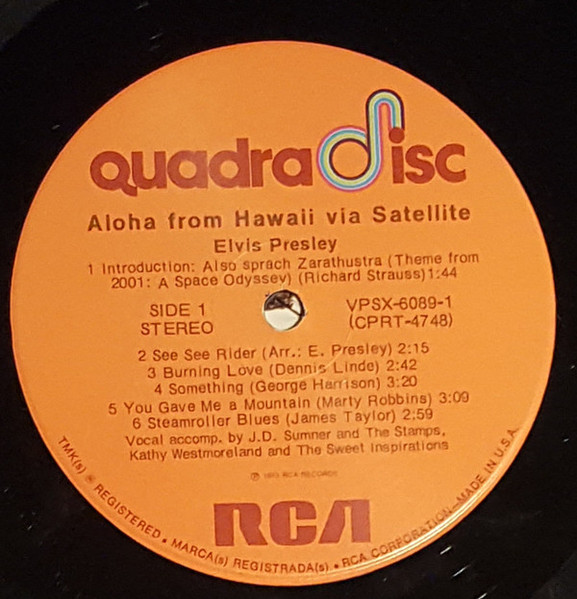 quadradisc
Aloha from Hawaii via Satellite
Elvis Presley
1 Introduction: Also sprach Zarathustra (Theme from
2001: A Space Odyssey) (Richard Strauss) 1:44
SIDE 1
STEREO
VPSX-6089-1
(CPRT-4748)
2 See See Rider (Arr.: E. Presley) 2:15
3 Burning Love (Dennis Linde) 2:42
4 Something (George Harrison) 3:20
5 You Gave Me a Mountain (Marty Robbins) 3:09
6 Steamroller Blues (James Taylor) 2:59
Vocal accomp. by J.D. Sumner and The Stamps,
Kathy Westmoreland and The Sweet Inspirations
℗ 1973 RCA RECORDS
RCA
TMK(s) ® REGISTERED • MARCA(s) REGISTRADA(s) • RCA CORPORATION—MADE IN U.S.A.